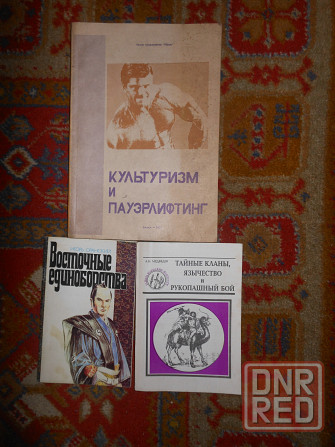 КУЛЬТУРИЗМ
И
ПАУЭРЛИФТИНГ
Восточные
единоборства
ТАЙНЫЕ КЛАНЫ,
ЯЗЫЧЕСТВО
И
РУКОПАШНЫЙ БОЙ
DNR
RED